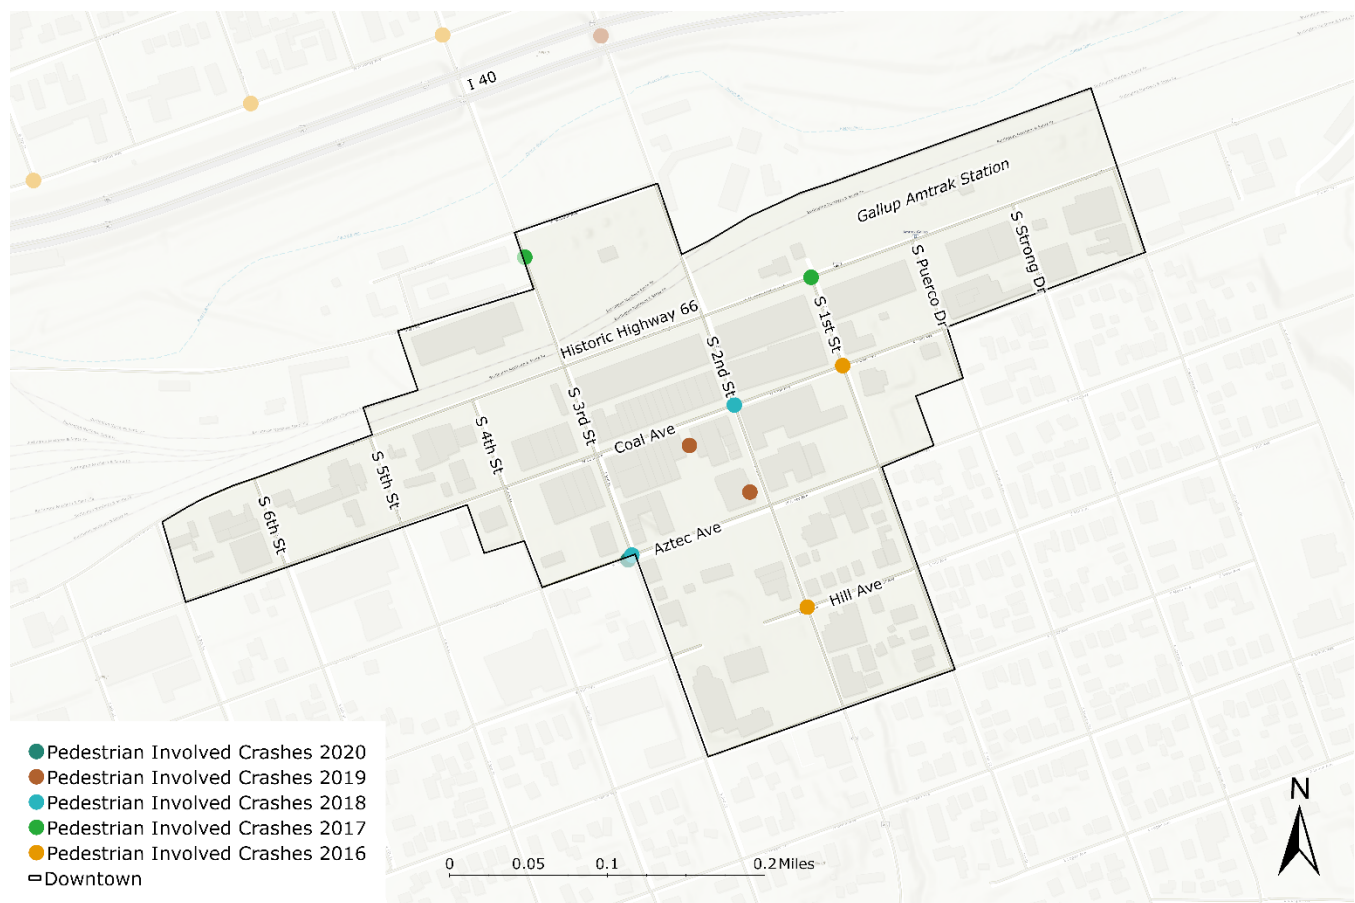 I 40
Gallup Amtrak Station
S Strong Dr
S Puerco Dr
S 1st St
Historic Highway 66
S 2nd St
S 3rd St
Coal Ave
S 4th St
S 5th St
S 6th St
Aztec Ave
Hill Ave
Pedestrian Involved Crashes 2020
Pedestrian Involved Crashes 2019
Pedestrian Involved Crashes 2018
Pedestrian Involved Crashes 2017
Pedestrian Involved Crashes 2016
Downtown
0 0.05 0.1 0.2 Miles
N